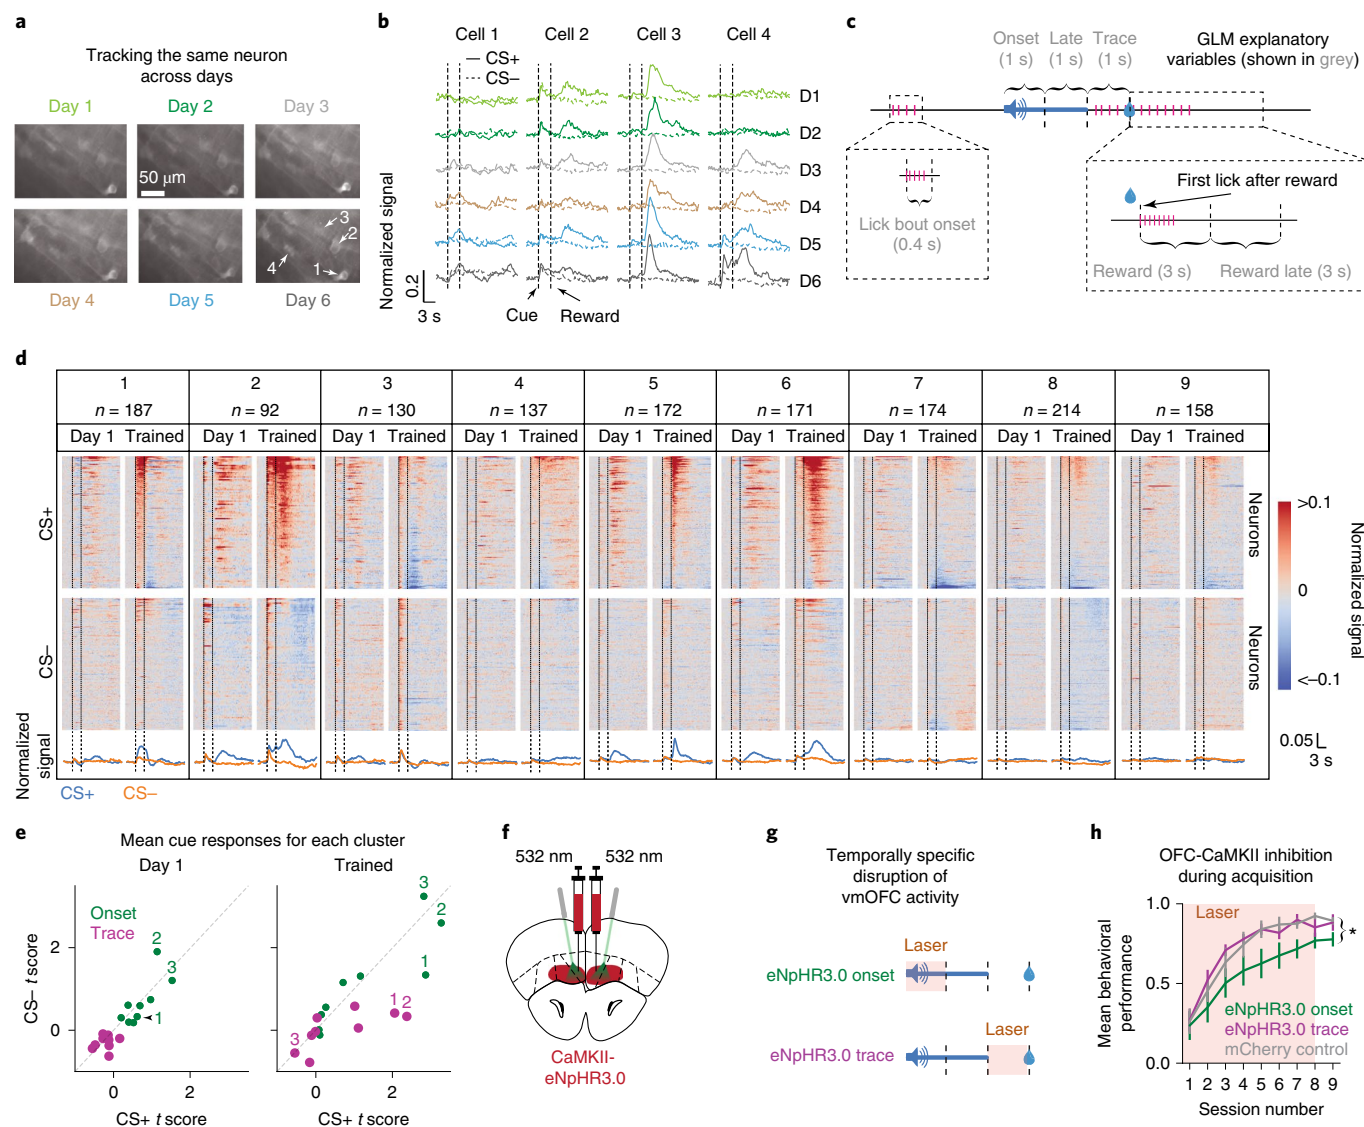 a
Tracking the same neuron
across days
Day 1
Day 2
Day 3
50 μm
3
2
4
1
Day 4
Day 5
Day 6
b
Cell 1
Cell 2
Cell 3
Cell 4
CS+
CS–
D1
D2
D3
D4
D5
D6
Normalized signal
0.2
3 s
Cue
Reward
c
Onset
(1 s)
Late
(1 s)
Trace
(1 s)
GLM explanatory
variables (shown in grey)
Lick bout onset
(0.4 s)
First lick after reward
Reward (3 s)
Reward late (3 s)
d
1 2 3 4 5 6 7 8 9
n = 187 n = 92 n = 130 n = 137 n = 172 n = 171 n = 174 n = 214 n = 158
Day 1 Trained Day 1 Trained Day 1 Trained Day 1 Trained Day 1 Trained Day 1 Trained Day 1 Trained Day 1 Trained Day 1 Trained
CS+
Neurons
CS–
Neurons
Normalized
signal
CS+
CS–
>0.1
0
<–0.1
Normalized signal
0.05
3 s
e
Mean cue responses for each cluster
Day 1
Trained
Onset
Trace
2
3
1
3
2
1
1 2
3
CS– t score
2
0
0
2
0
2
CS+ t score
CS+ t score
f
532 nm
532 nm
CaMKII-
eNpHR3.0
g
Temporally specific
disruption of
vmOFC activity
Laser
eNpHR3.0 onset
Laser
eNpHR3.0 trace
h
OFC-CaMKII inhibition
during acquisition
Laser
*
eNpHR3.0 onset
eNpHR3.0 trace
mCherry control
Mean behavioral
performance
1.0
0.5
0.0
1 2 3 4 5 6 7 8 9
Session number